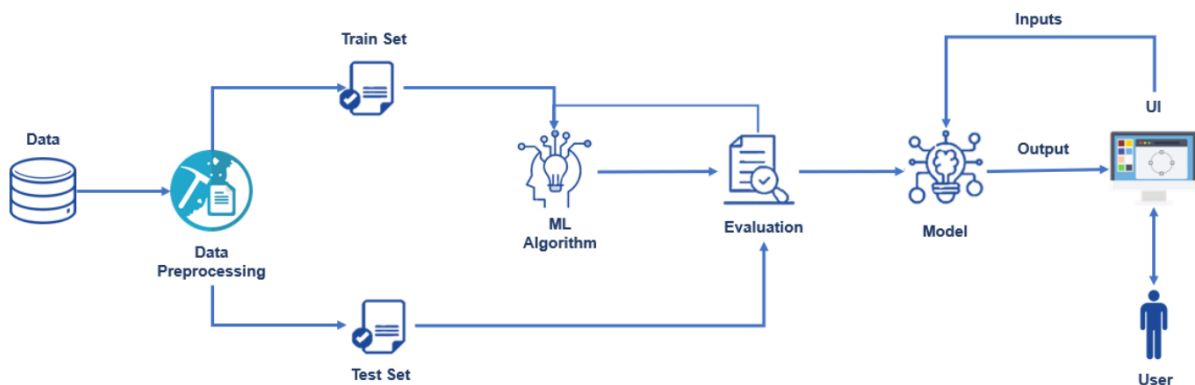 Inputs
Train Set
UI
Data
Output
ML
Algorithm
Evaluation
Model
Data
Preprocessing
Test Set
User